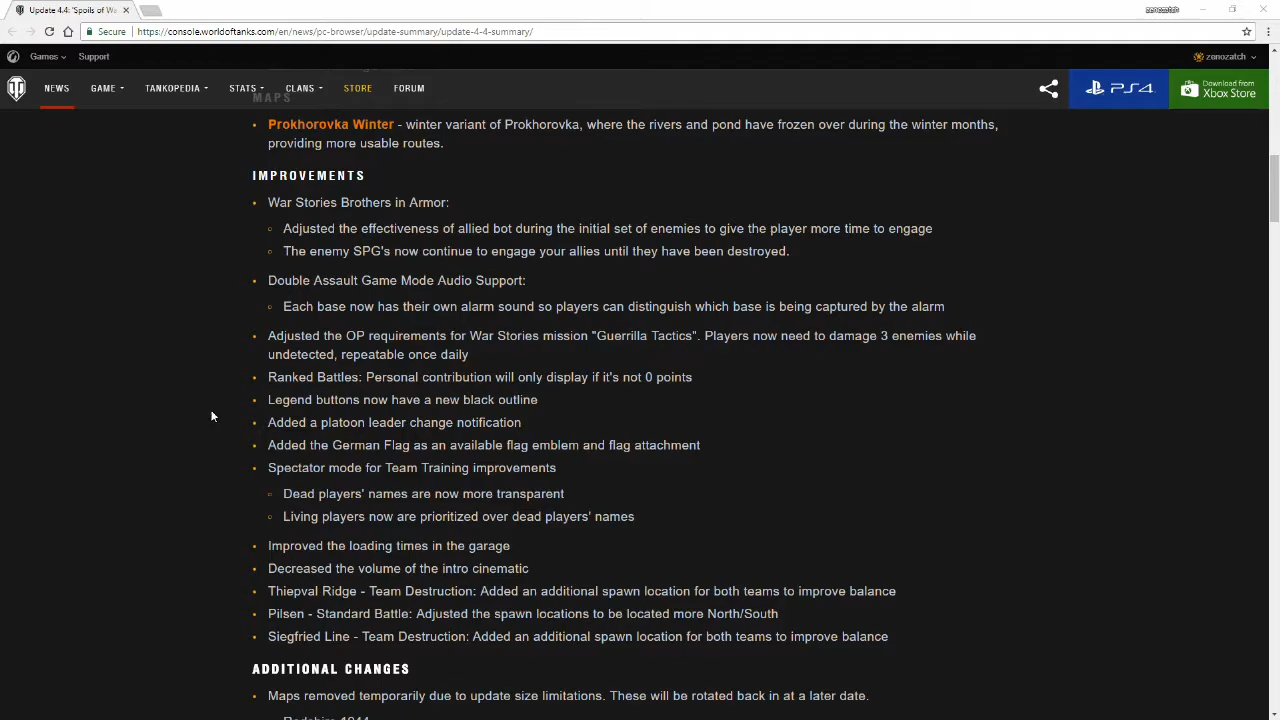 Update 4.4: "Spoils of Wa
zenozatch
Secure
https://console.worldoftanks.com/en/news/pc-browser/update-summary/update-4-4-summary/
Games
Support
zenozatch
NEWS
GAME
TANKOPEDIA
STATS
CLANS
STORE
FORUM
PS4
Download from
Xbox Store
MAPS
Prokhorovka Winter - winter variant of Prokhorovka, where the rivers and pond have frozen over during the winter months,
providing more usable routes.
IMPROVEMENTS
War Stories Brothers in Armor:
Adjusted the effectiveness of allied bot during the initial set of enemies to give the player more time to engage
The enemy SPG's now continue to engage your allies until they have been destroyed.
Double Assault Game Mode Audio Support:
Each base now has their own alarm sound so players can distinguish which base is being captured by the alarm
Adjusted the OP requirements for War Stories mission "Guerrilla Tactics". Players now need to damage 3 enemies while
undetected, repeatable once daily
Ranked Battles: Personal contribution will only display if it's not 0 points
Legend buttons now have a new black outline
Added a platoon leader change notification
Added the German Flag as an available flag emblem and flag attachment
Spectator mode for Team Training improvements
Dead players' names are now more transparent
Living players now are prioritized over dead players' names
Improved the loading times in the garage
Decreased the volume of the intro cinematic
Thiepval Ridge - Team Destruction: Added an additional spawn location for both teams to improve balance
Pilsen - Standard Battle: Adjusted the spawn locations to be located more North/South
Siegfried Line - Team Destruction: Added an additional spawn location for both teams to improve balance
ADDITIONAL CHANGES
Maps removed temporarily due to update size limitations. These will be rotated back in at a later date.